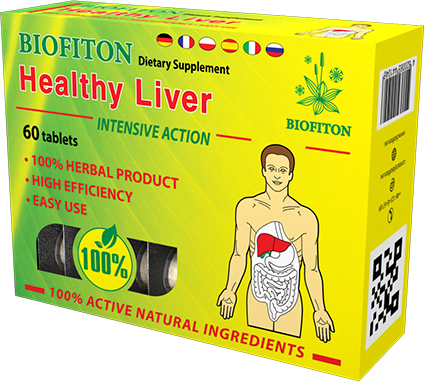 BIOFITON
Dietary Supplement
Healthy Liver
INTENSIVE ACTION
60 tablets
• 100% HERBAL PRODUCT
• HIGH EFFICIENCY
• EASY USE
BIOFITON
100%
100% ACTIVE NATURAL INGREDIENTS